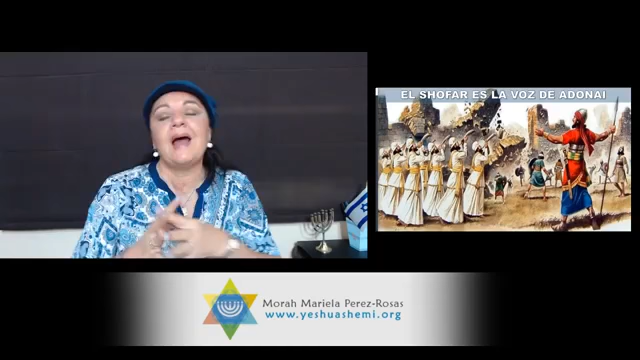 EL SHOFAR ES LA VOZ DE ADONAI
Morah Mariela Perez-Rosas
www.yeshuashemi.org